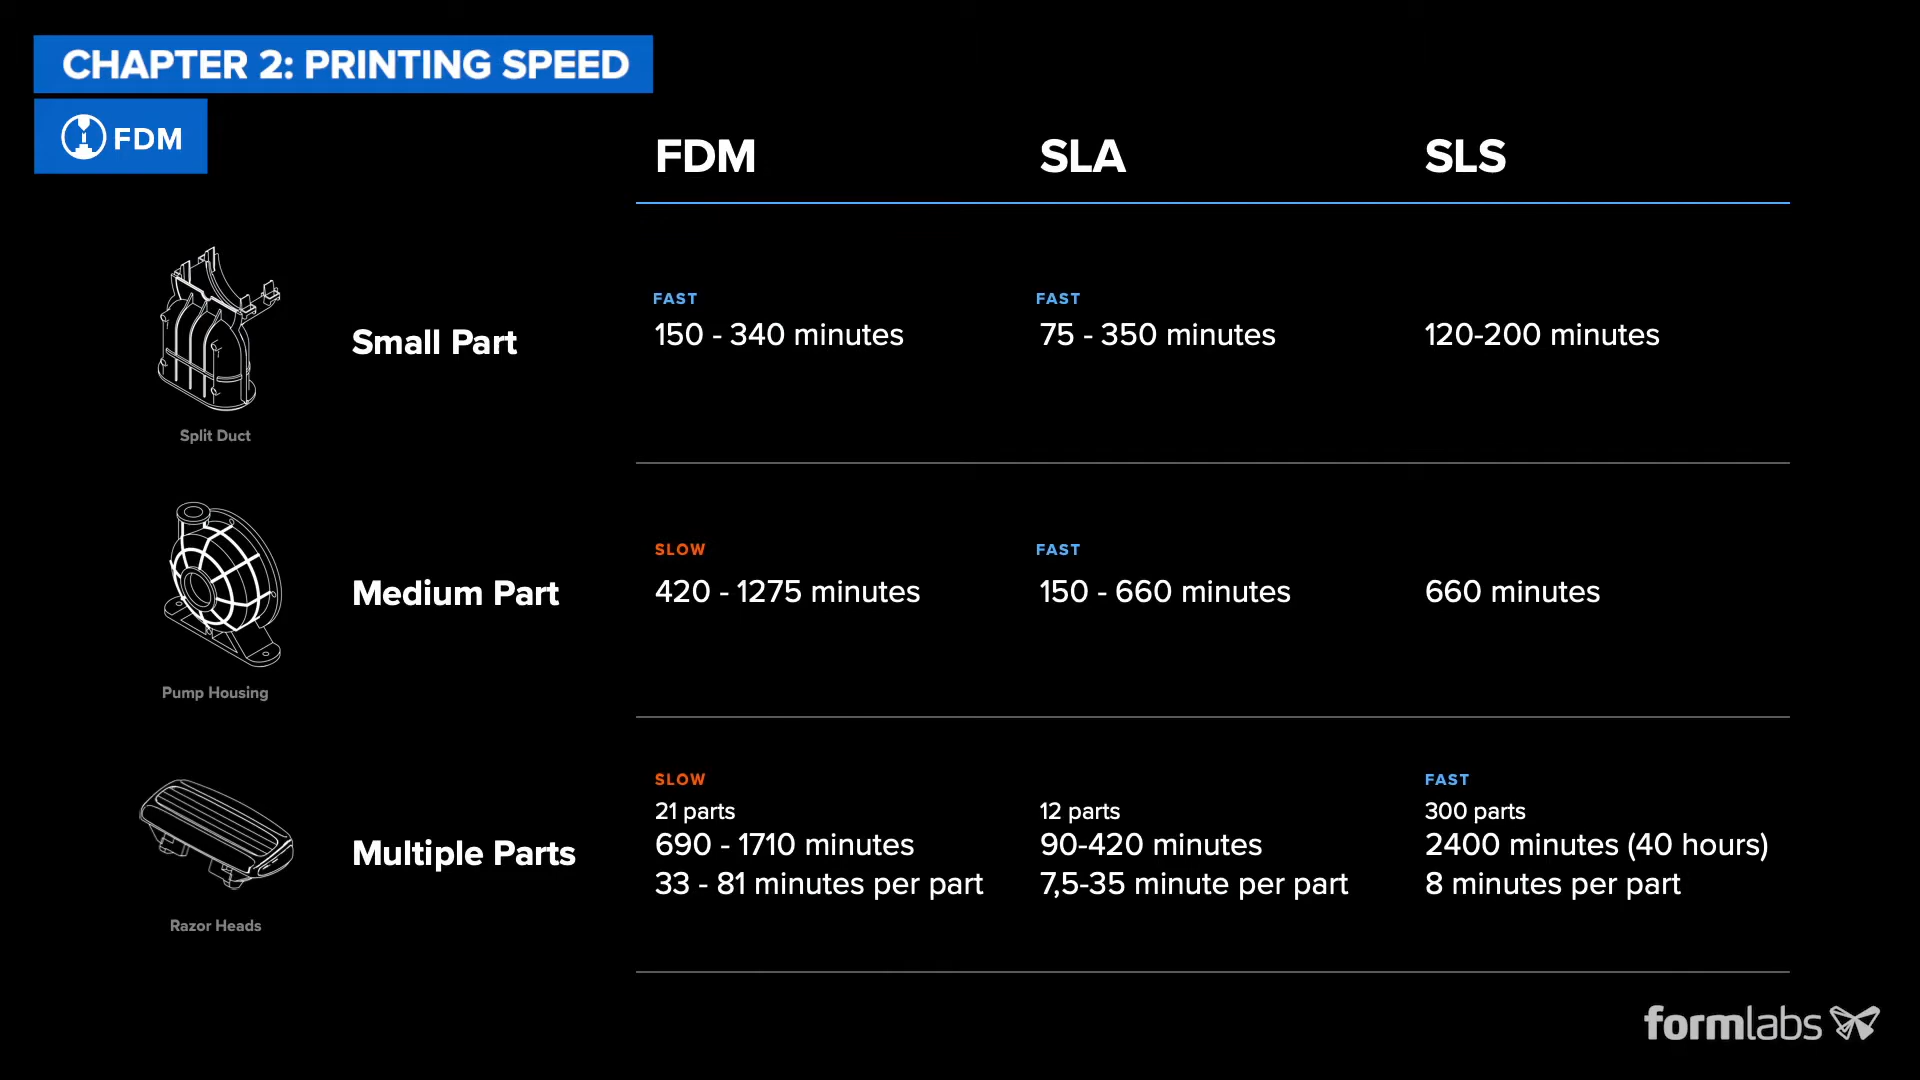 CHAPTER 2: PRINTING SPEED
FDM
FDM SLA SLS
FAST FAST
Small Part 150 - 340 minutes 75 - 350 minutes 120-200 minutes
Split Duct
SLOW FAST
Medium Part 420 - 1275 minutes 150 - 660 minutes 660 minutes
Pump Housing
SLOW FAST
21 parts 12 parts 300 parts
690 - 1710 minutes 90-420 minutes 2400 minutes (40 hours)
Multiple Parts
33 - 81 minutes per part 7,5-35 minute per part 8 minutes per part
Razor Heads
formlabs